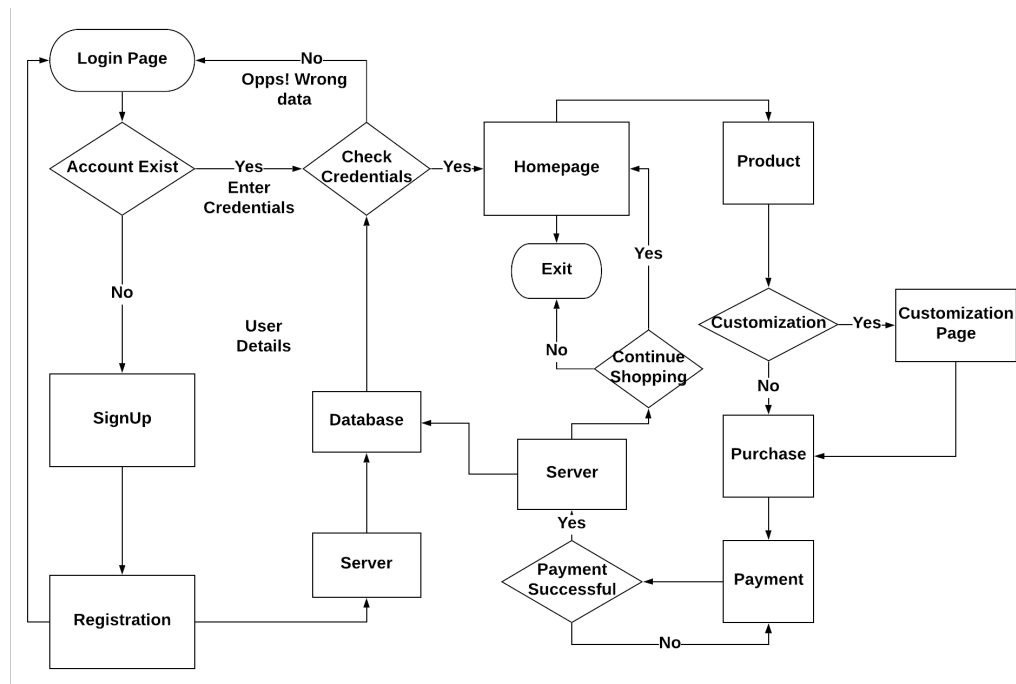 Login Page
No
Opps! Wrong
data
Account Exist
Yes
Enter
Credentials
Check
Credentials
Yes
Homepage
Product
Exit
Yes
No
User
Details
No
Continue
Shopping
Customization
Yes
Customization
Page
No
SignUp
Database
Server
Purchase
Yes
Server
Payment
Successful
Payment
Registration
No